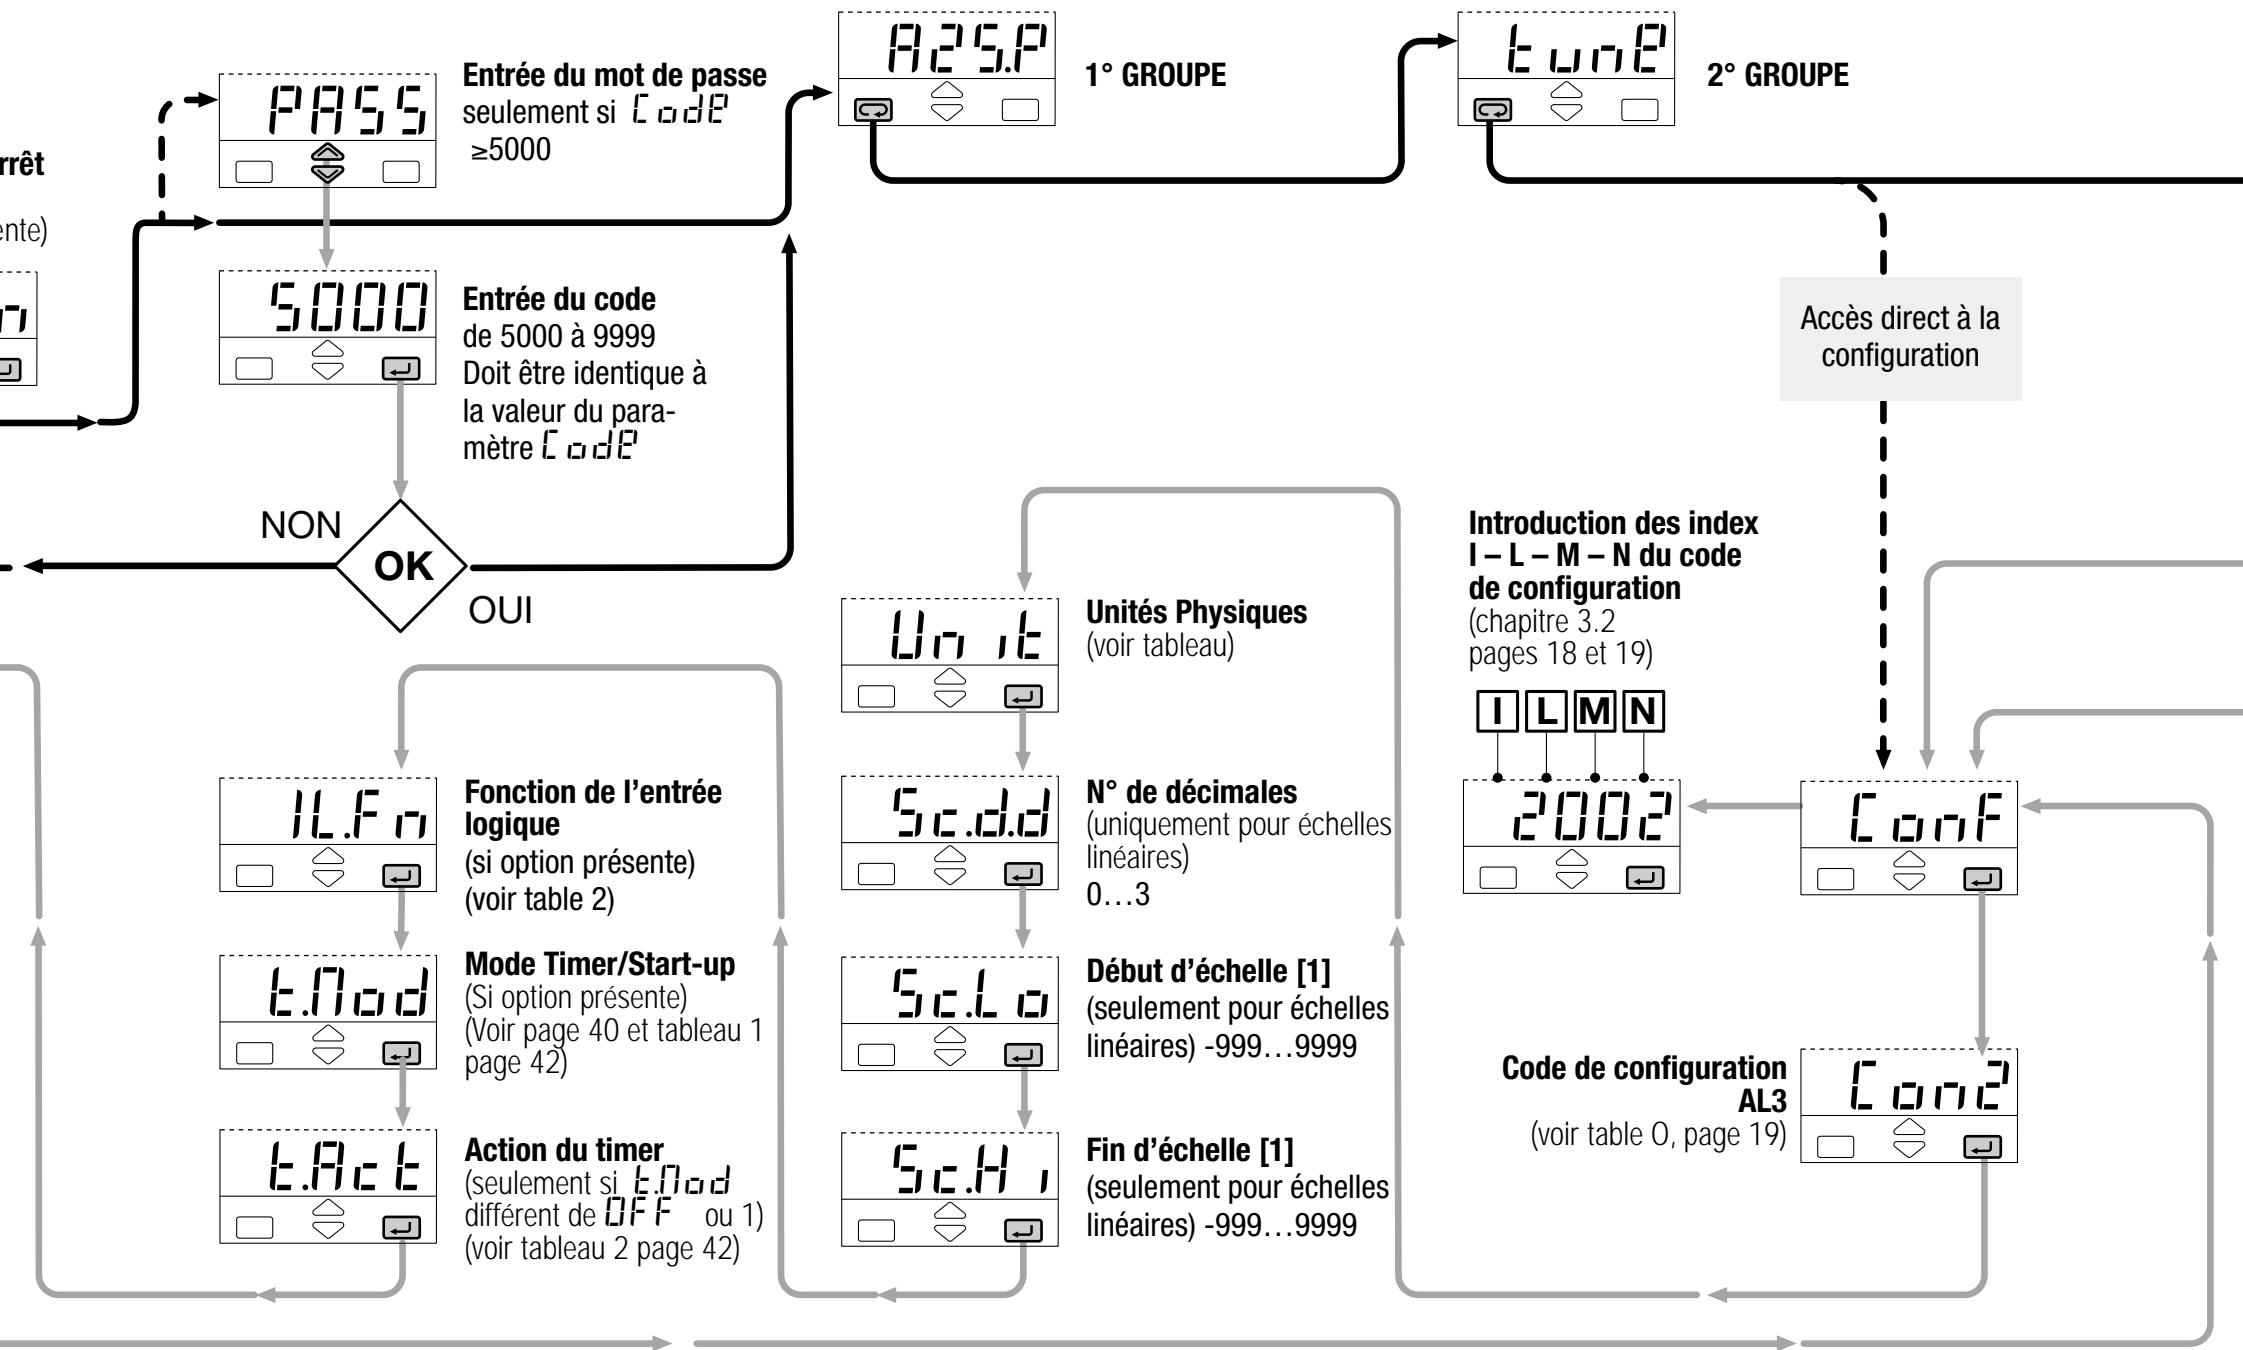 PASS
Entrée du mot de passe
seulement si CodE
≥5000
A2S.P
1° GROUPE
tunE
2° GROUPE
rrêt
ente)
n
5000
Entrée du code
de 5000 à 9999
Doit être identique à
la valeur du para-
mètre CodE
Accès direct à la
configuration
NON
OK
OUI
Unit
Unités Physiques
(voir tableau)
Introduction des index
I – L – M – N du code
de configuration
(chapitre 3.2
pages 18 et 19)
I L M N
2002
ConF
IL.Fn
Fonction de l’entrée
logique
(si option présente)
(voir table 2)
Sc.d.d
N° de décimales
(uniquement pour échelles
linéaires)
0…3
t.Mod
Mode Timer/Start-up
(Si option présente)
(Voir page 40 et tableau 1
page 42)
Sc.Lo
Début d’échelle [1]
(seulement pour échelles
linéaires) -999…9999
Code de configuration
AL3
(voir table O, page 19)
Con2
t.Act
Action du timer
(seulement si t.Mod
différent de OFF ou 1)
(voir tableau 2 page 42)
Sc.Hi
Fin d’échelle [1]
(seulement pour échelles
linéaires) -999…9999